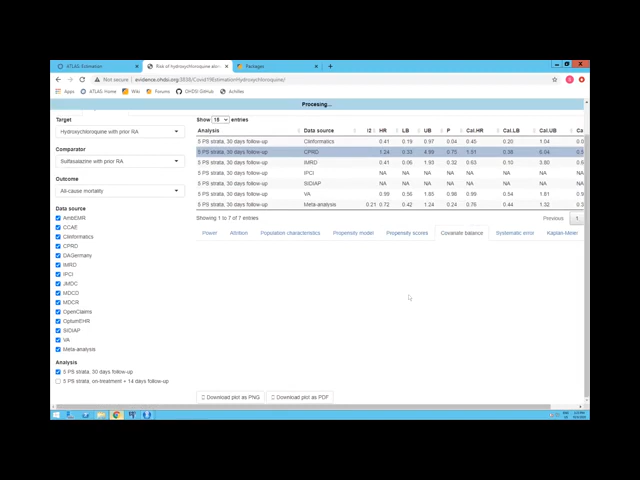 ATLAS: Estimation
Risk of hydroxychloroquine alon
Packages
Not secure evidence.ohdsi.org:3838/Covid19EstimationHydroxychloroquine/
Apps ATLAS: Home Wiki Forums OHDSI GitHub Achilles
Processing...
Target
Hydroxychloroquine with prior RA
Comparator
Sulfasalazine with prior RA
Outcome
All-cause mortality
Data source
AmbEMR
CCAE
Clinformatics
CPRD
DAGermany
IMRD
IPCI
JMDC
MDCD
MDCR
OpenClaims
OptumEHR
SIDIAP
VA
Meta-analysis
Analysis
5 PS strata, 30 days follow-up
5 PS strata, on-treatment + 14 days follow-up
Show entries
Analysis Data source I2 HR LB UB P Cal.HR Cal.LB Cal.UB Ca
5 PS strata, 30 days follow-up Clinformatics 0.41 0.19 0.97 0.04 0.45 0.20 1.04 0.0
5 PS strata, 30 days follow-up CPRD 1.24 0.33 4.99 0.75 1.51 0.38 6.04 0.5
5 PS strata, 30 days follow-up IMRD 0.41 0.06 1.93 0.32 0.63 0.10 3.80 0.6
5 PS strata, 30 days follow-up IPCI NA NA NA NA NA NA NA
5 PS strata, 30 days follow-up SIDIAP NA NA NA NA NA NA NA
5 PS strata, 30 days follow-up VA 0.99 0.56 1.85 0.98 0.99 0.54 1.81 0.9
5 PS strata, 30 days follow-up Meta-analysis 0.21 0.72 0.42 1.24 0.24 0.76 0.44 1.32 0.3
Showing 1 to 7 of 7 entries
Previous 1
Power Attrition Population characteristics Propensity model Propensity scores Covariate balance Systematic error Kaplan-Meier
Download plot as PNG Download plot as PDF